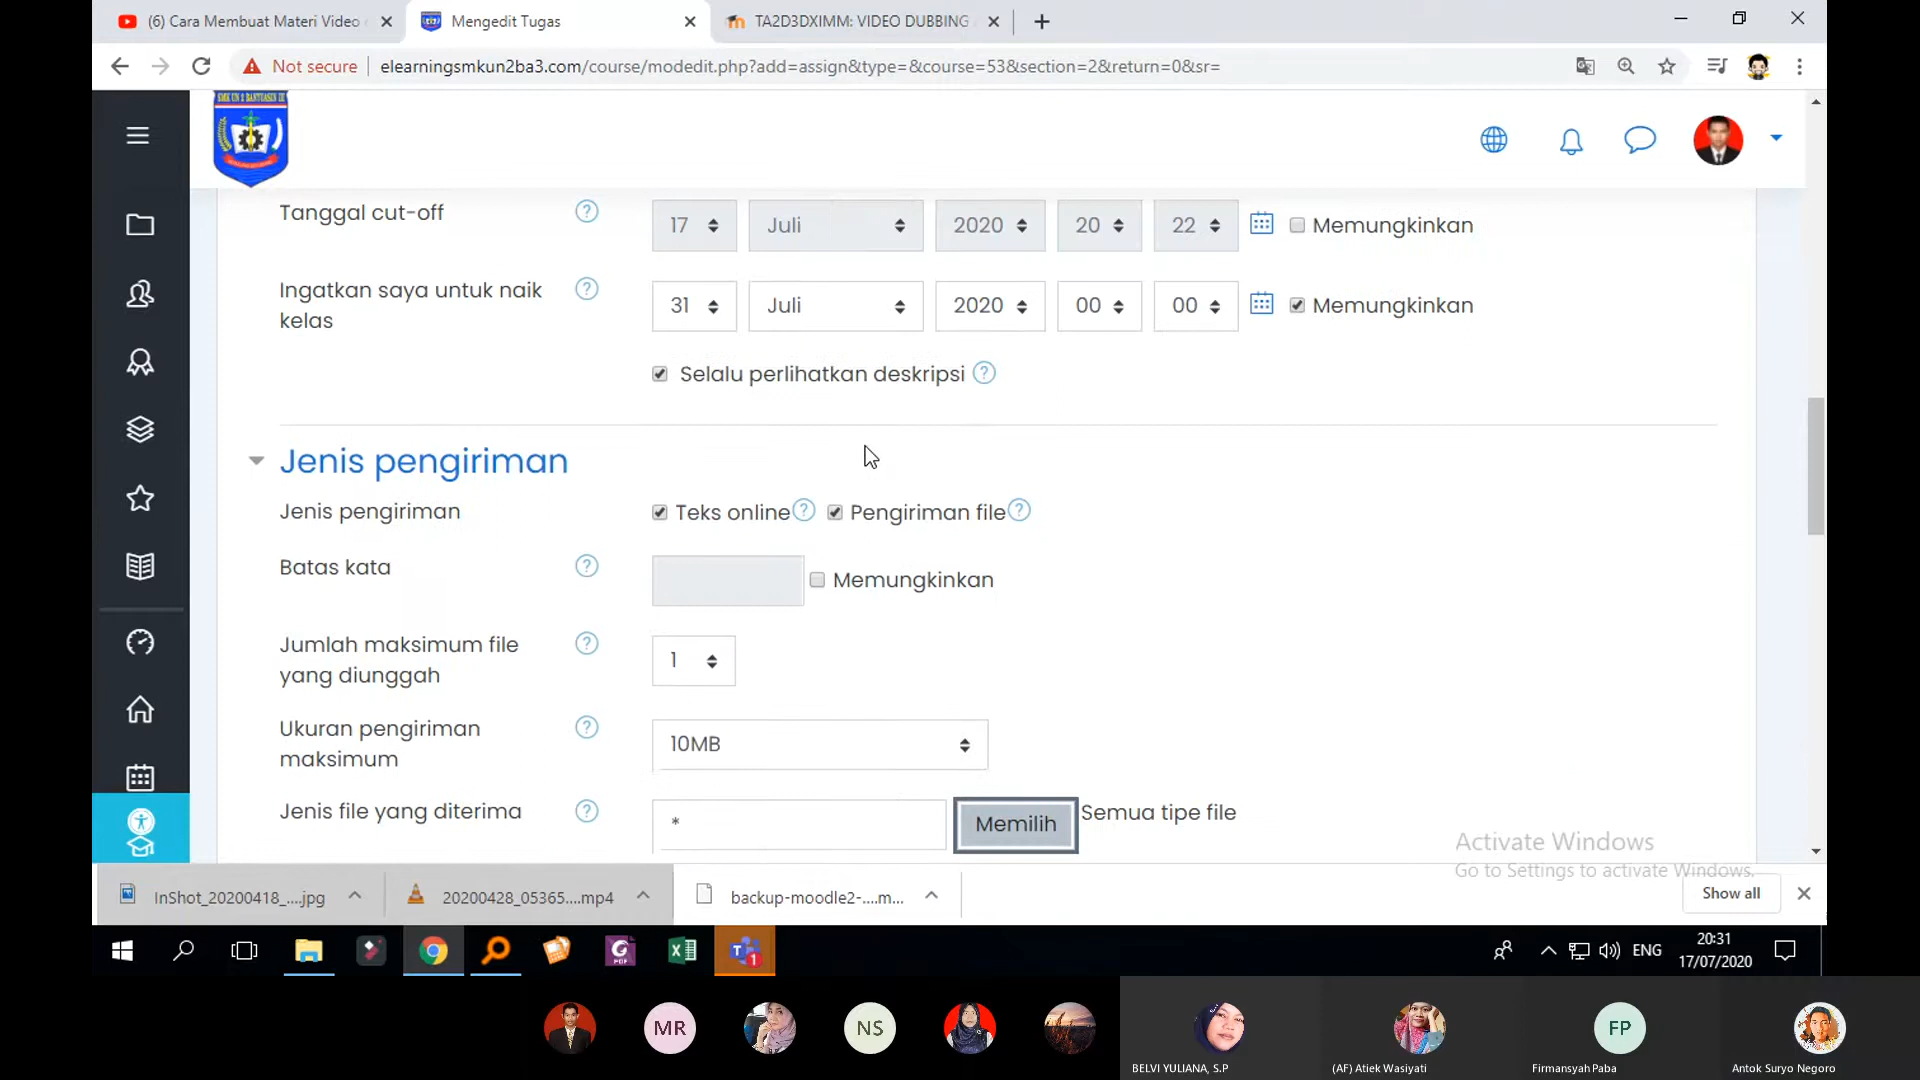 (6) Cara Membuat Materi Video
Mengedit Tugas
TA2D3DXIMM: VIDEO DUBBING
Not secure
elearningsmkun2ba3.com/course/modedit.php?add=assign&type=&course=53&section=2&return=0&sr=
SMK UN 2 BANYUASIN III
Tanggal cut-off
17
Juli
2020
20
22
Memungkinkan
Ingatkan saya untuk naik
kelas
31
Juli
2020
00
00
Memungkinkan
Selalu perlihatkan deskripsi
Jenis pengiriman
Jenis pengiriman
Teks online
Pengiriman file
Batas kata
Memungkinkan
Jumlah maksimum file
yang diunggah
1
Ukuran pengiriman
maksimum
10MB
Jenis file yang diterima
*
Memilih
Semua tipe file
Activate Windows
Go to Settings to activate Windows.
InShot_20200418_....jpg
20200428_05365....mp4
backup-moodle2-....m...
Show all
ENG
20:31
17/07/2020
MR
NS
FP
BELVI YULIANA, S.P
(AF) Atiek Wasiyati
Firmansyah Paba
Antok Suryo Negoro